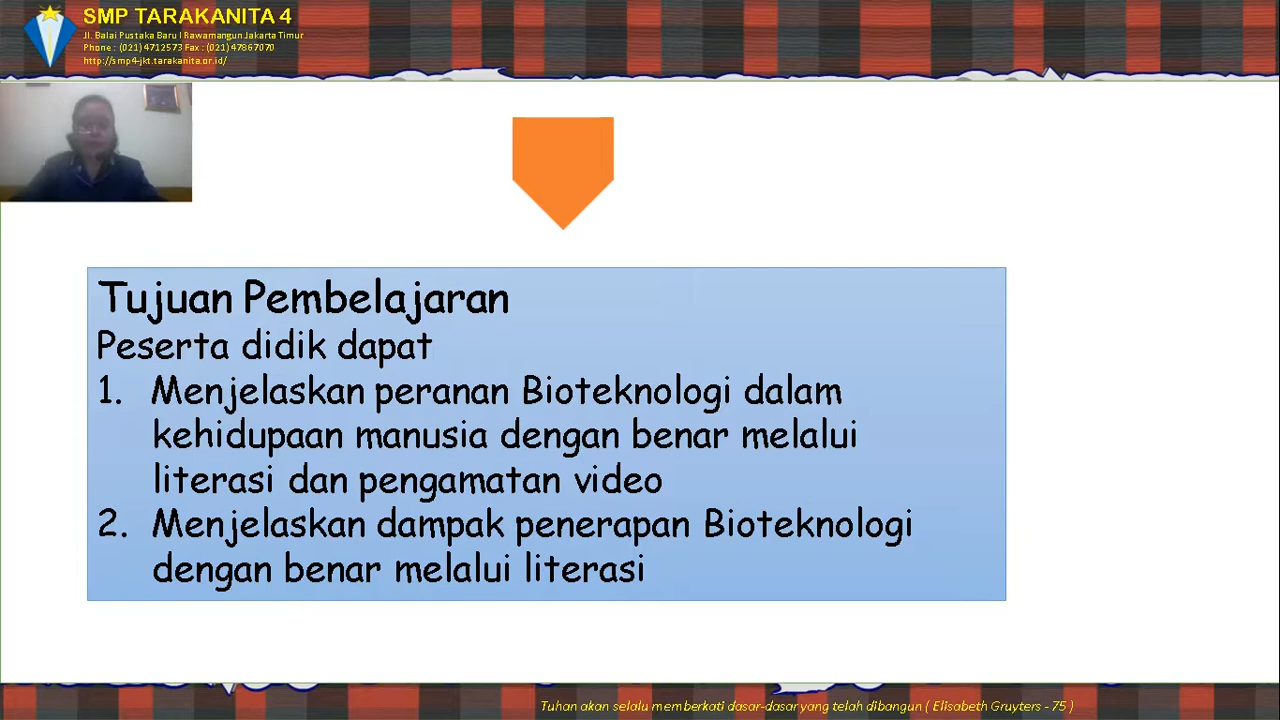 SMP TARAKANITA 4
Jl. Balai Pustaka Baru I Rawamangun Jakarta Timur
Phone : (021) 4712573 Fax : (021) 47867070
http://smp4-jkt.tarakanita.or.id/
Tujuan Pembelajaran
Peserta didik dapat
1. Menjelaskan peranan Bioteknologi dalam
kehidupaan manusia dengan benar melalui
literasi dan pengamatan video
2. Menjelaskan dampak penerapan Bioteknologi
dengan benar melalui literasi
Tuhan akan selalu memberkati dasar-dasar yang telah dibangun ( Elisabeth Gruyters - 75 )